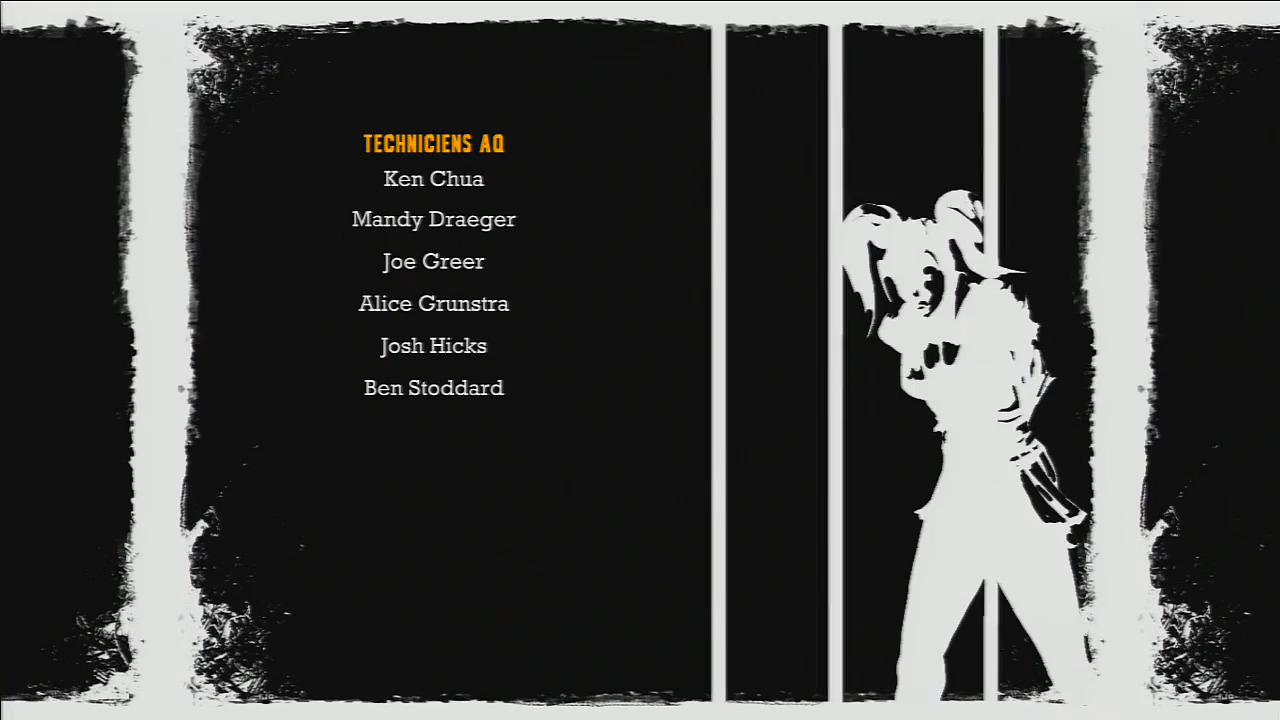 TECHNICIENS AQ
Ken Chua
Mandy Draeger
Joe Greer
Alice Grunstra
Josh Hicks
Ben Stoddard